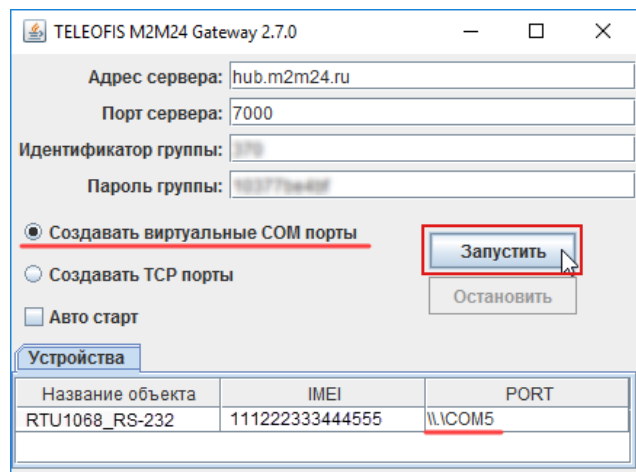 TELEOFIS M2M24 Gateway 2.7.0
Адрес сервера: hub.m2m24.ru
Порт сервера: 7000
Идентификатор группы:
Пароль группы:
Создавать виртуальные COM порты
Запустить
Создавать TCP порты
Остановить
Авто старт
Устройства
Название объекта IMEI PORT
RTU1068_RS-232 111222333444555 \\.\COM5